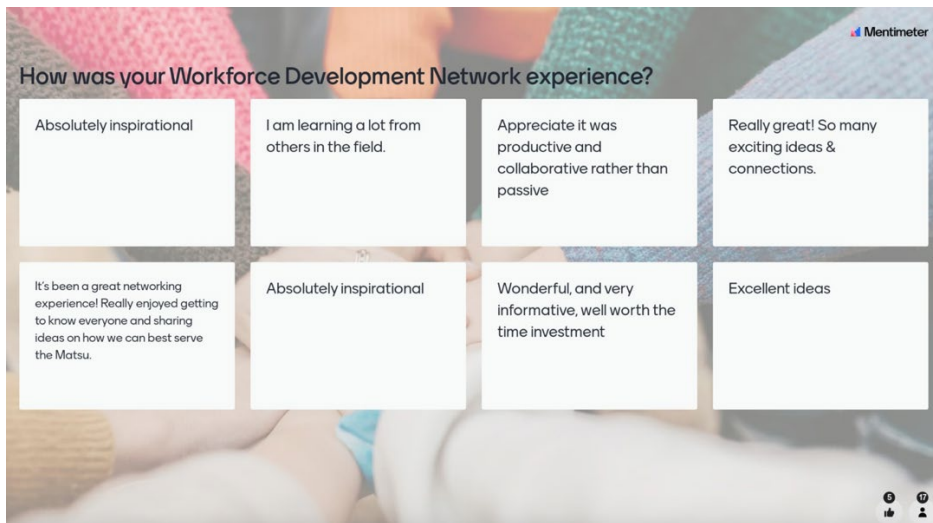 Mentimeter
How was your Workforce Development Network experience?
Absolutely inspirational
I am learning a lot from
others in the field.
Appreciate it was
productive and
collaborative rather than
passive
Really great! So many
exciting ideas &
connections.
It's been a great networking
experience! Really enjoyed getting
to know everyone and sharing
ideas on how we can best serve
the Matsu.
Absolutely inspirational
Wonderful, and very
informative, well worth the
time investment
Excellent ideas
5
17